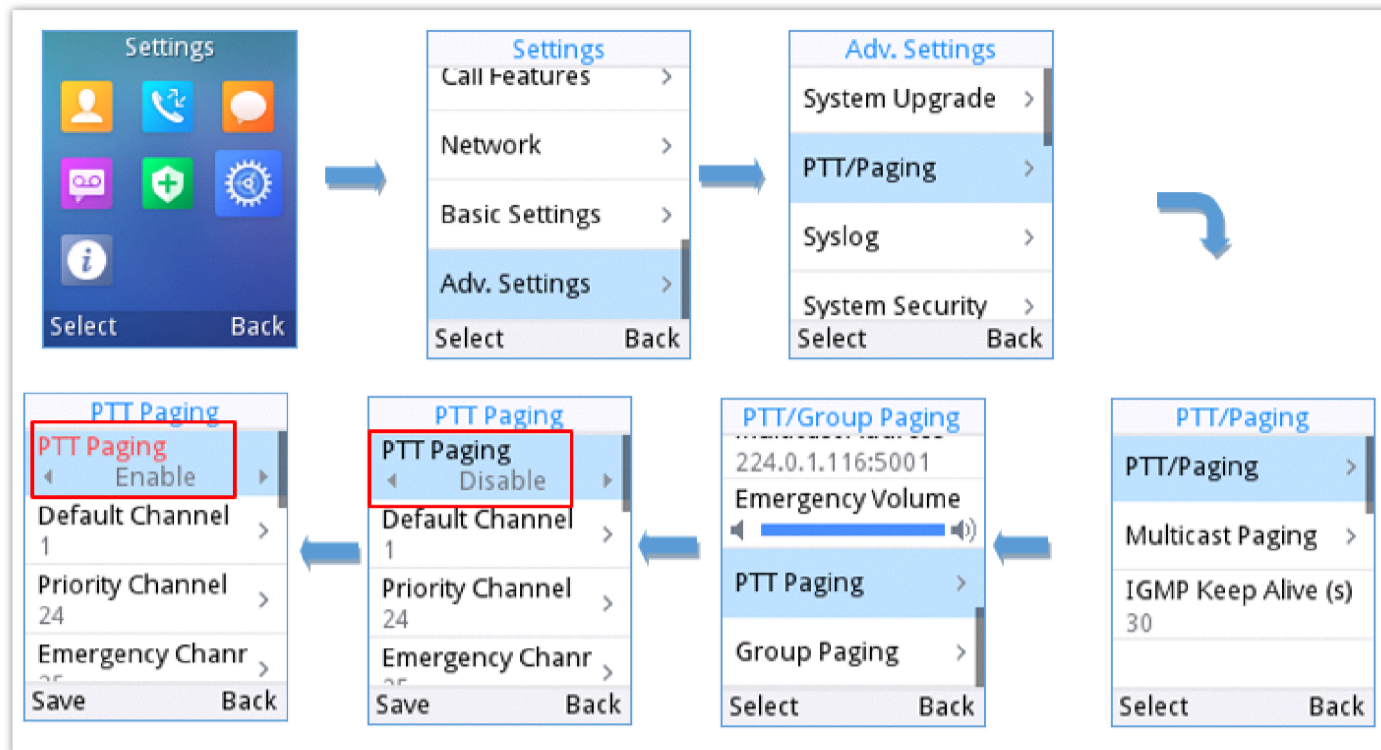 Settings
Select Back
Settings
Call Features
Network
Basic Settings
Adv. Settings
Select Back
Adv. Settings
System Upgrade
PTT/Paging
Syslog
System Security
Select Back
PTT Paging
PTT Paging
Enable
Default Channel
1
Priority Channel
24
Emergency Chanr
Save Back
PTT Paging
PTT Paging
Disable
Default Channel
1
Priority Channel
24
Emergency Chanr
Save Back
PTT/Group Paging
224.0.1.116:5001
Emergency Volume
PTT Paging
Group Paging
Select Back
PTT/Paging
PTT/Paging
Multicast Paging
IGMP Keep Alive (s)
30
Select Back